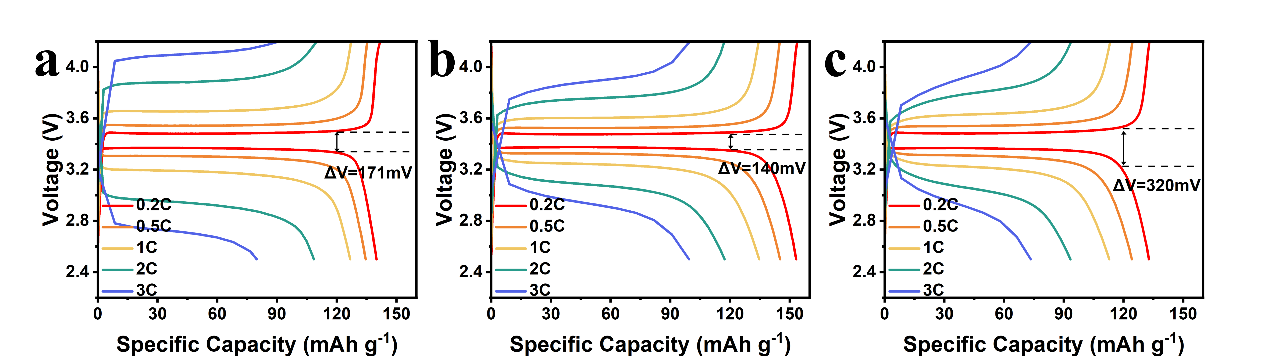 a
Voltage (V)
4.0
3.6
3.2
2.8
2.4
ΔV=171mV
0.2C
0.5C
1C
2C
3C
0 30 60 90 120 150
Specific Capacity (mAh g⁻¹)
b
Voltage (V)
4.0
3.6
3.2
2.8
2.4
ΔV=140mV
0.2C
0.5C
1C
2C
3C
0 30 60 90 120 150
Specific Capacity (mAh g⁻¹)
c
Voltage (V)
4.0
3.6
3.2
2.8
2.4
ΔV=320mV
0.2C
0.5C
1C
2C
3C
0 30 60 90 120 150
Specific Capacity (mAh g⁻¹)